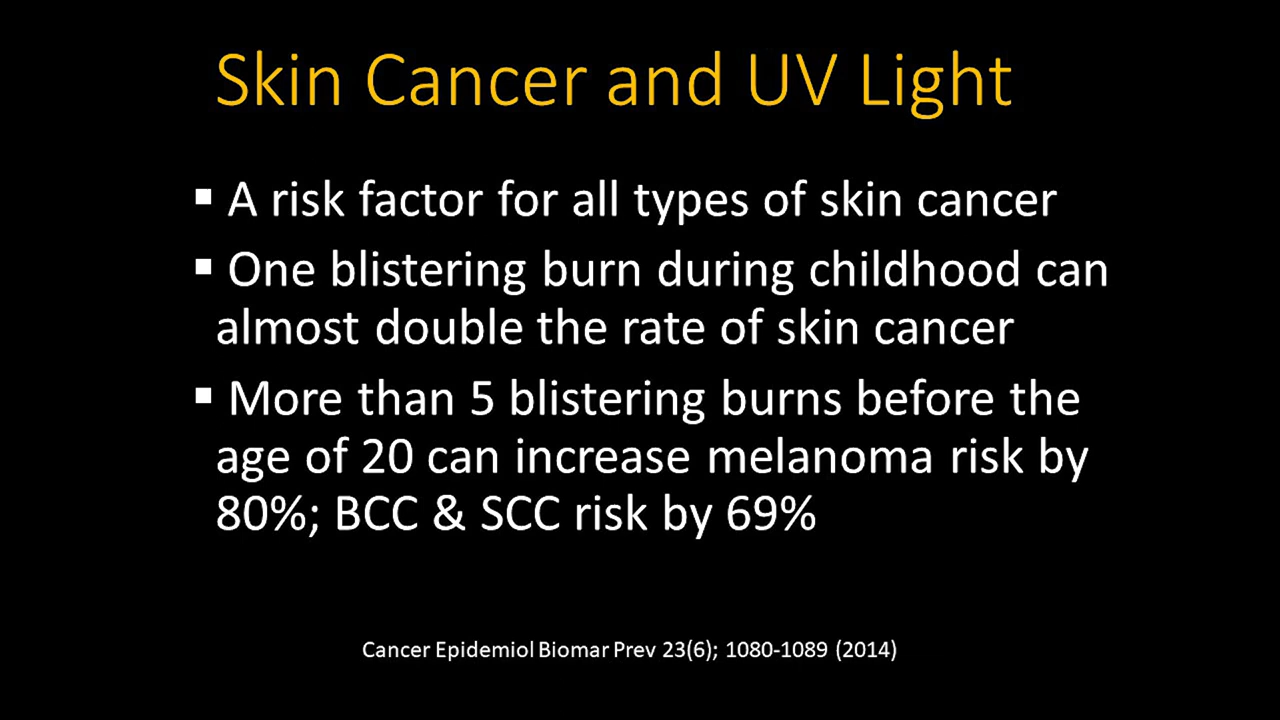 Skin Cancer and UV Light
▪ A risk factor for all types of skin cancer
▪ One blistering burn during childhood can
almost double the rate of skin cancer
▪ More than 5 blistering burns before the
age of 20 can increase melanoma risk by
80%; BCC & SCC risk by 69%
Cancer Epidemiol Biomar Prev 23(6); 1080-1089 (2014)